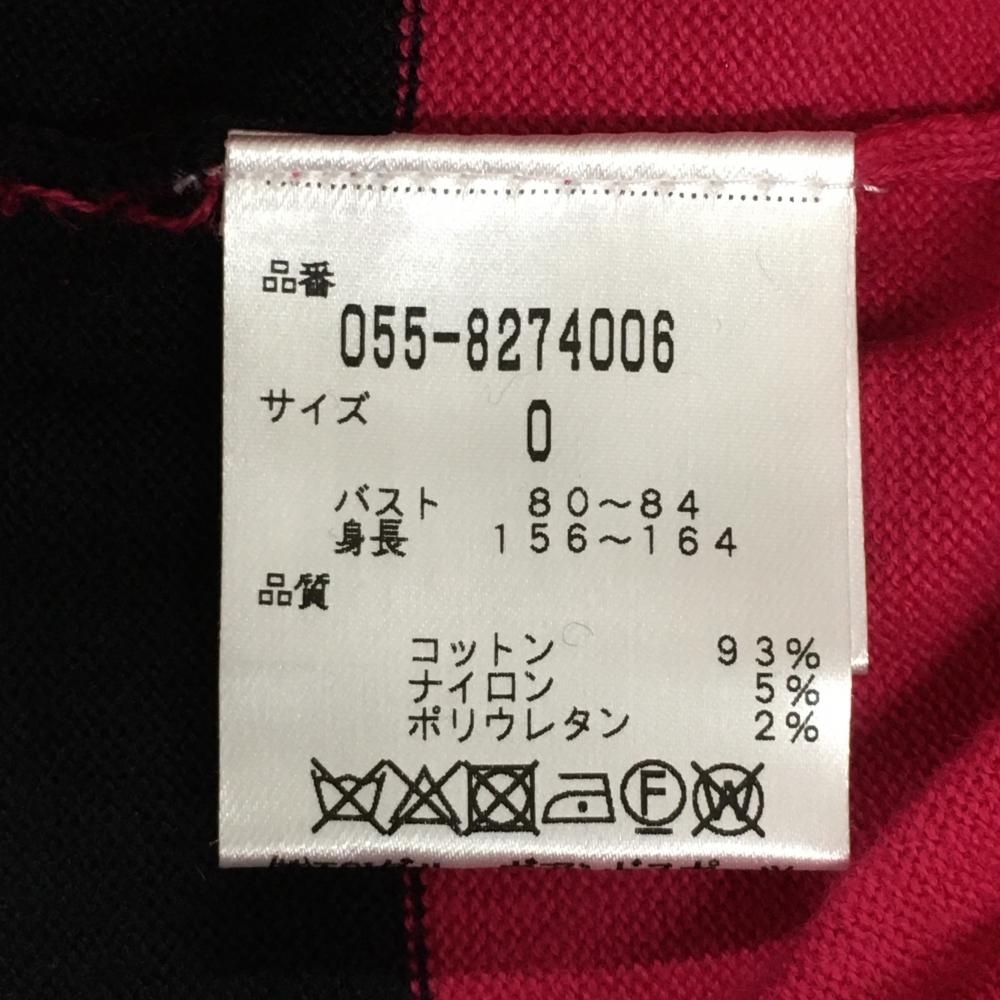 品番
055-8274006
サイズ 0
バスト 80～84
身長 156～164
品質
コットン 93%
ナイロン 5%
ポリウレタン 2%
F W